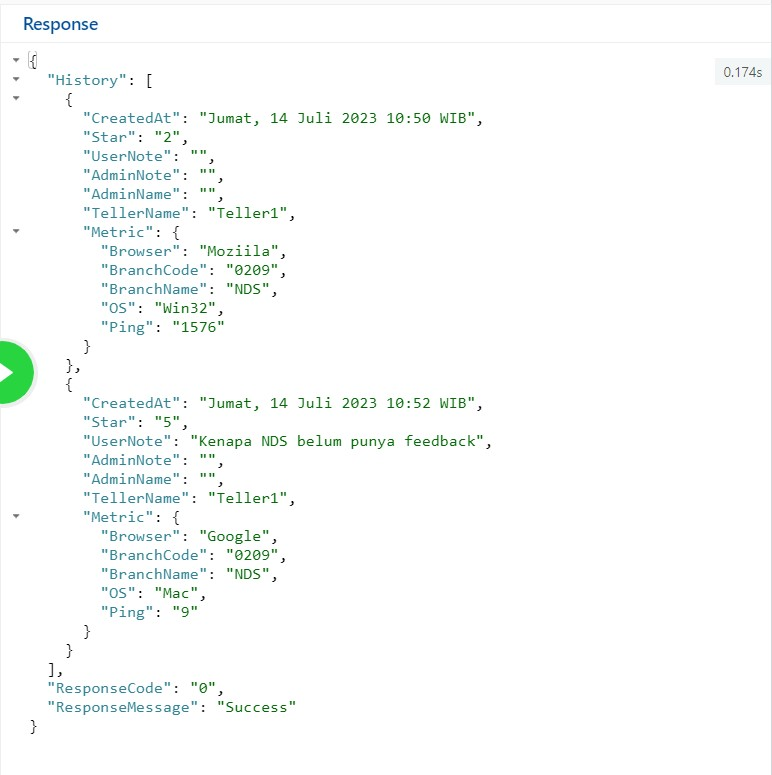 Response
{
0.174s
"History": [
{
"CreatedAt": "Jumat, 14 Juli 2023 10:50 WIB",
"Star": "2",
"UserNote": "",
"AdminNote": "",
"AdminName": "",
"TellerName": "Teller1",
"Metric": {
"Browser": "Moziila",
"BranchCode": "0209",
"BranchName": "NDS",
"OS": "Win32",
"Ping": "1576"
}
},
{
"CreatedAt": "Jumat, 14 Juli 2023 10:52 WIB",
"Star": "5",
"UserNote": "Kenapa NDS belum punya feedback",
"AdminNote": "",
"AdminName": "",
"TellerName": "Teller1",
"Metric": {
"Browser": "Google",
"BranchCode": "0209",
"BranchName": "NDS",
"OS": "Mac",
"Ping": "9"
}
}
],
"ResponseCode": "0",
"ResponseMessage": "Success"
}